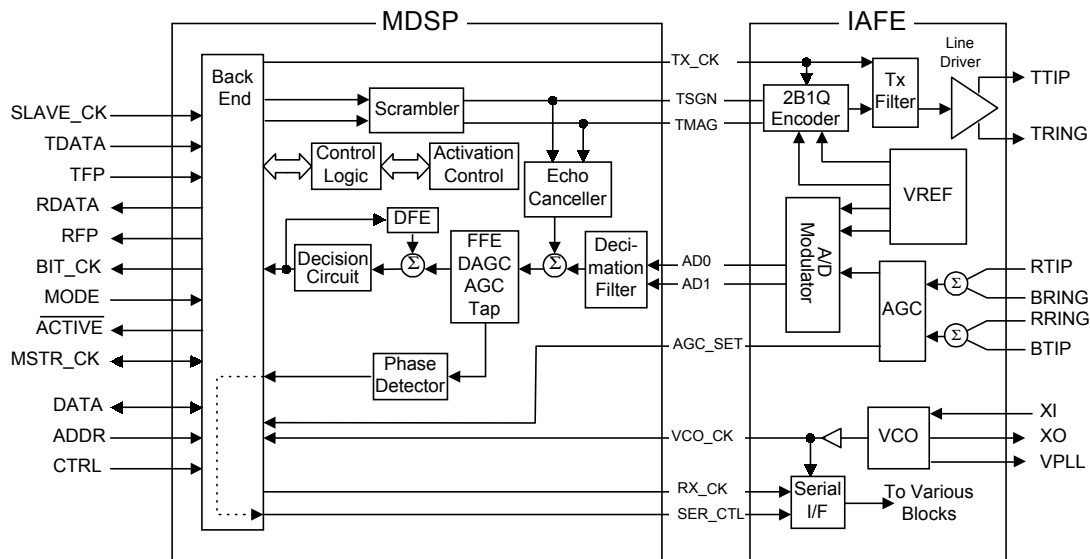 MDSP
IAFE
Back
End
SLAVE_CK
TDATA
TFP
RDATA
RFP
BIT_CK
MODE
ACTIVE
MSTR_CK
DATA
ADDR
CTRL
Scrambler
Control
Logic
Activation
Control
Echo
Canceller
DFE
Decision
Circuit
Σ
FFE
DAGC
AGC
Tap
Σ
Deci-
mation
Filter
Phase
Detector
TX_CK
TSGN
TMAG
AD0
AD1
AGC_SET
VCO_CK
RX_CK
SER_CTL
2B1Q
Encoder
Tx
Filter
Line
Driver
VREF
A/D
Modulator
AGC
Σ
Σ
VCO
Serial
I/F
To Various
Blocks
TTIP
TRING
RTIP
BRING
RRING
BTIP
XI
XO
VPLL